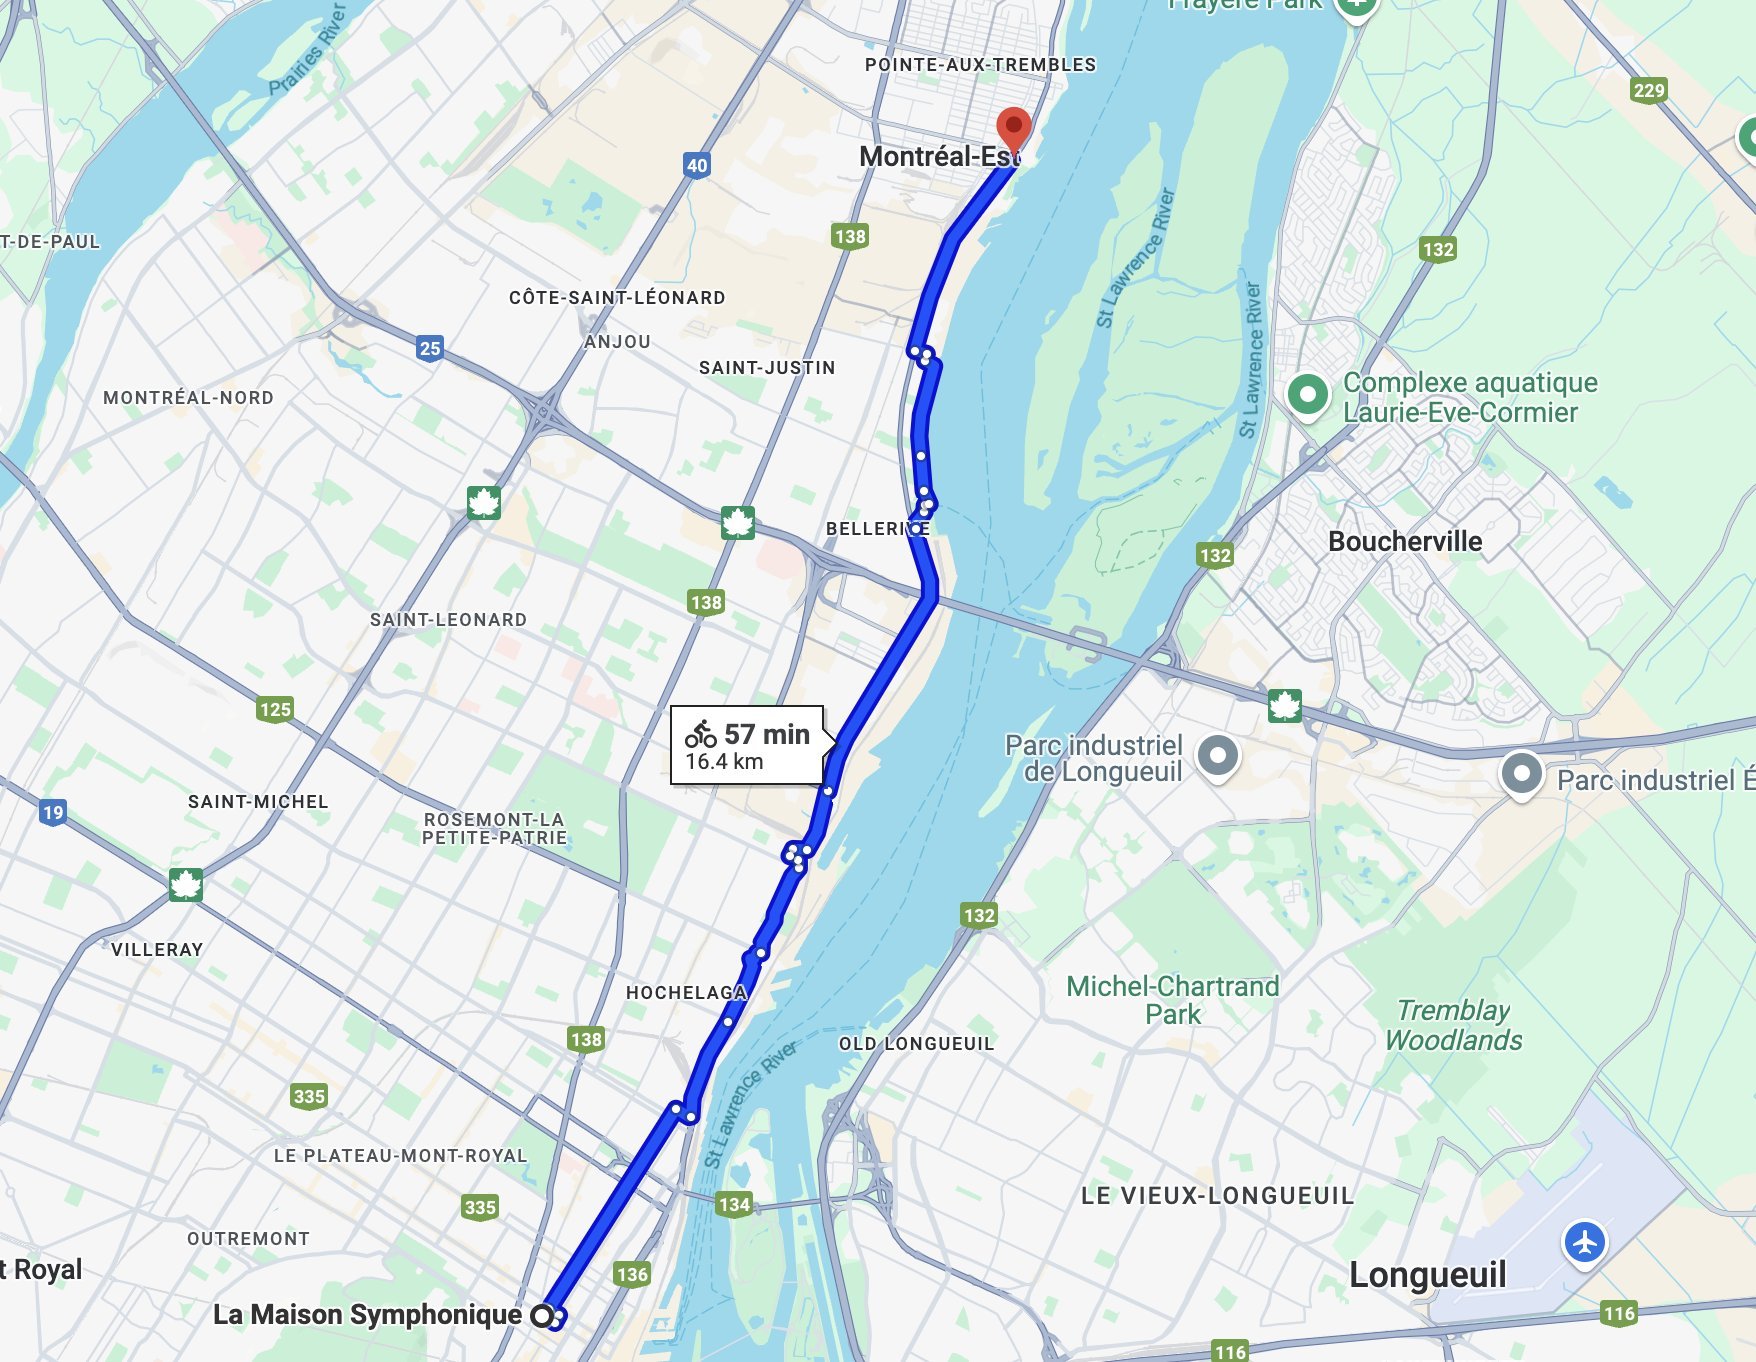 Prairies River
POINTE-AUX-TREMBLES
229
40
Montréal-Est
138
132
T-DE-PAUL
St Lawrence River
St Lawrence River
CÔTE-SAINT-LÉONARD
ANJOU
25
SAINT-JUSTIN
MONTRÉAL-NORD
Complexe aquatique
Laurie-Eve-Cormier
BELLERIVE
Boucherville
132
138
SAINT-LEONARD
125
57 min
16.4 km
Parc industriel
de Longueuil
Parc industriel É
19
SAINT-MICHEL
ROSEMONT-LA
PETITE-PATRIE
132
VILLERAY
HOCHELAGA
Michel-Chartrand
Park
Tremblay
Woodlands
138
OLD LONGUEUIL
335
St Lawrence River
LE PLATEAU-MONT-ROYAL
335
134
LE VIEUX-LONGUEUIL
OUTREMONT
t Royal
136
Longueuil
La Maison Symphonique
116
116